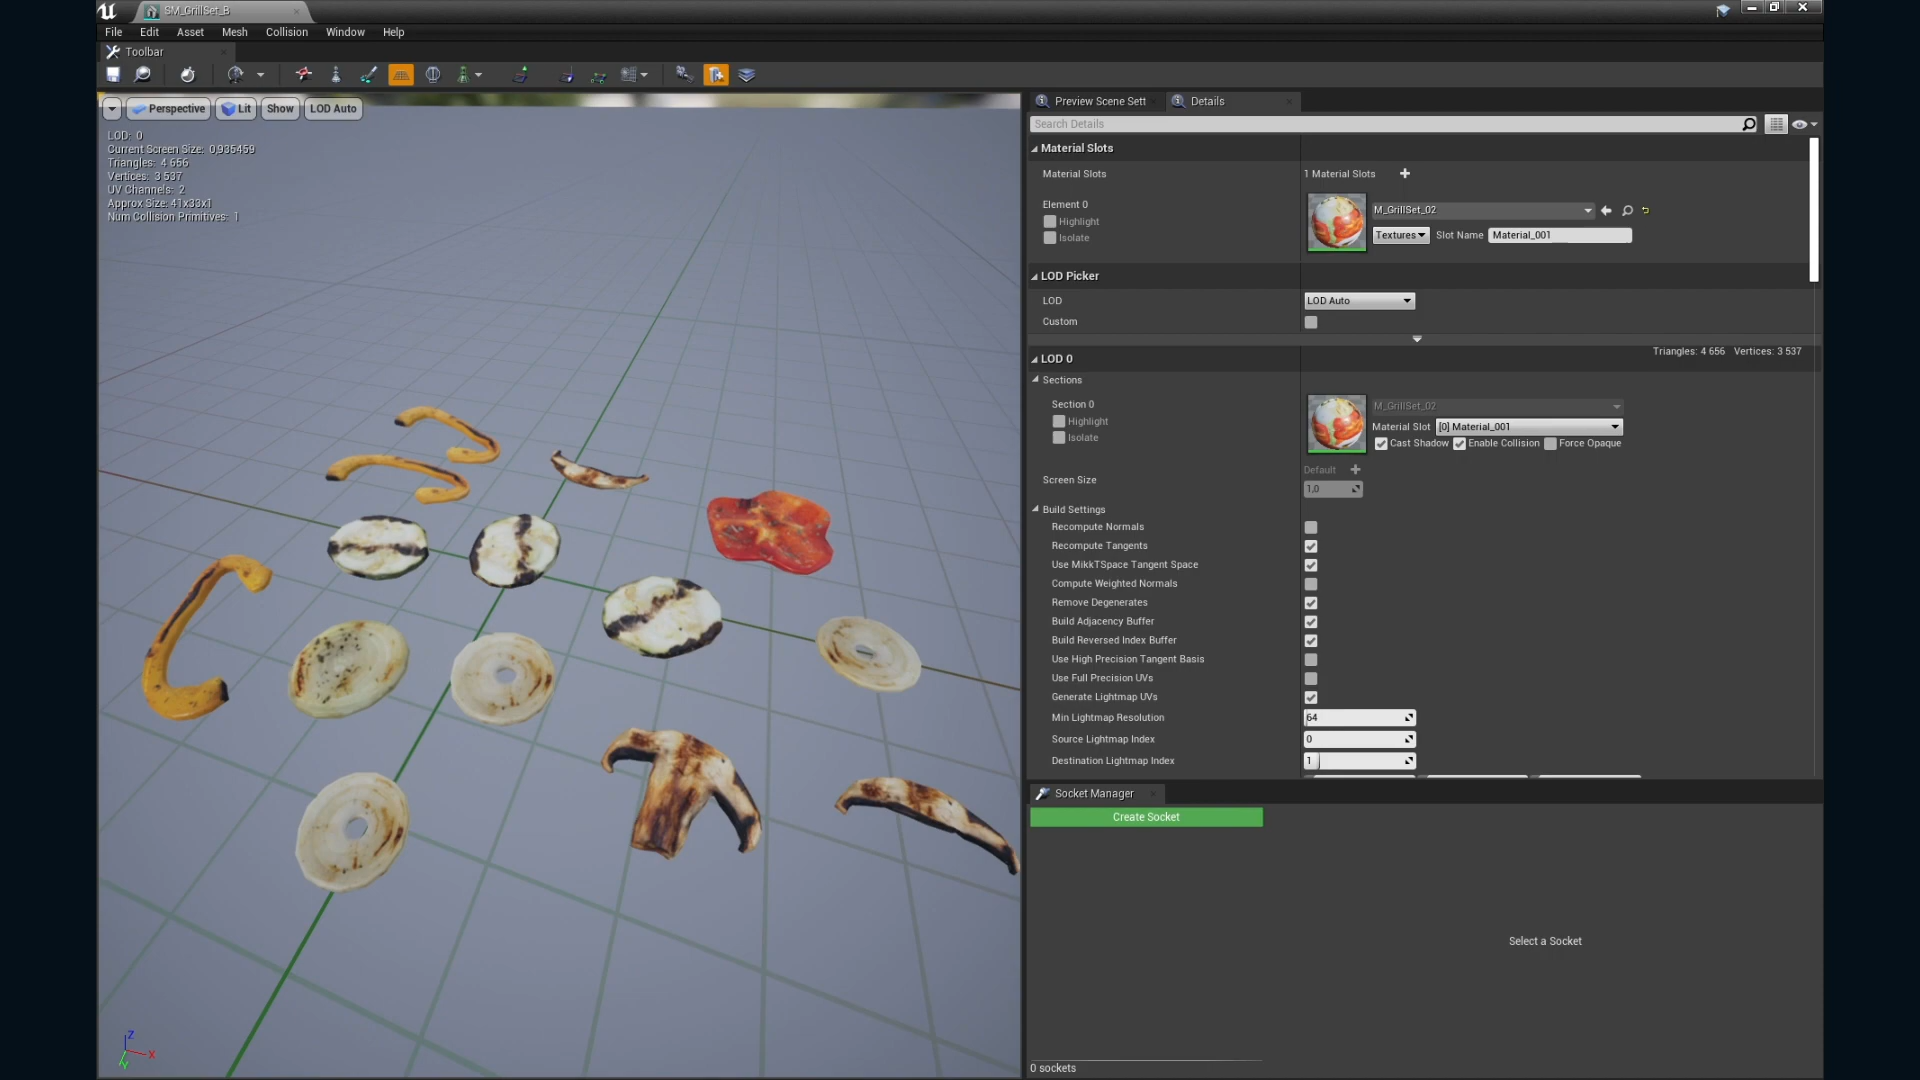 SM_GrillSet_B
File Edit Asset Mesh Collision Window Help
Toolbar
Perspective Lit Show LOD Auto
LOD: 0
Current Screen Size: 0,935459
Triangles: 4 656
Vertices: 3 537
UV Channels: 2
Approx Size: 41x33x1
Num Collision Primitives: 1
Z
X
Y
Preview Scene Sett Details
Search Details
Material Slots
Material Slots 1 Material Slots
Element 0
Highlight
Isolate
M_GrillSet_02
Textures Slot Name Material_001
LOD Picker
LOD LOD Auto
Custom
LOD 0 Triangles: 4 656 Vertices: 3 537
Sections
Section 0
Highlight
Isolate
M_GrillSet_02
Material Slot [0] Material_001
Cast Shadow Enable Collision Force Opaque
Default
Screen Size 1,0
Build Settings
Recompute Normals
Recompute Tangents
Use MikkTSpace Tangent Space
Compute Weighted Normals
Remove Degenerates
Build Adjacency Buffer
Build Reversed Index Buffer
Use High Precision Tangent Basis
Use Full Precision UVs
Generate Lightmap UVs
Min Lightmap Resolution 64
Source Lightmap Index 0
Destination Lightmap Index 1
Socket Manager
Create Socket
Select a Socket
0 sockets